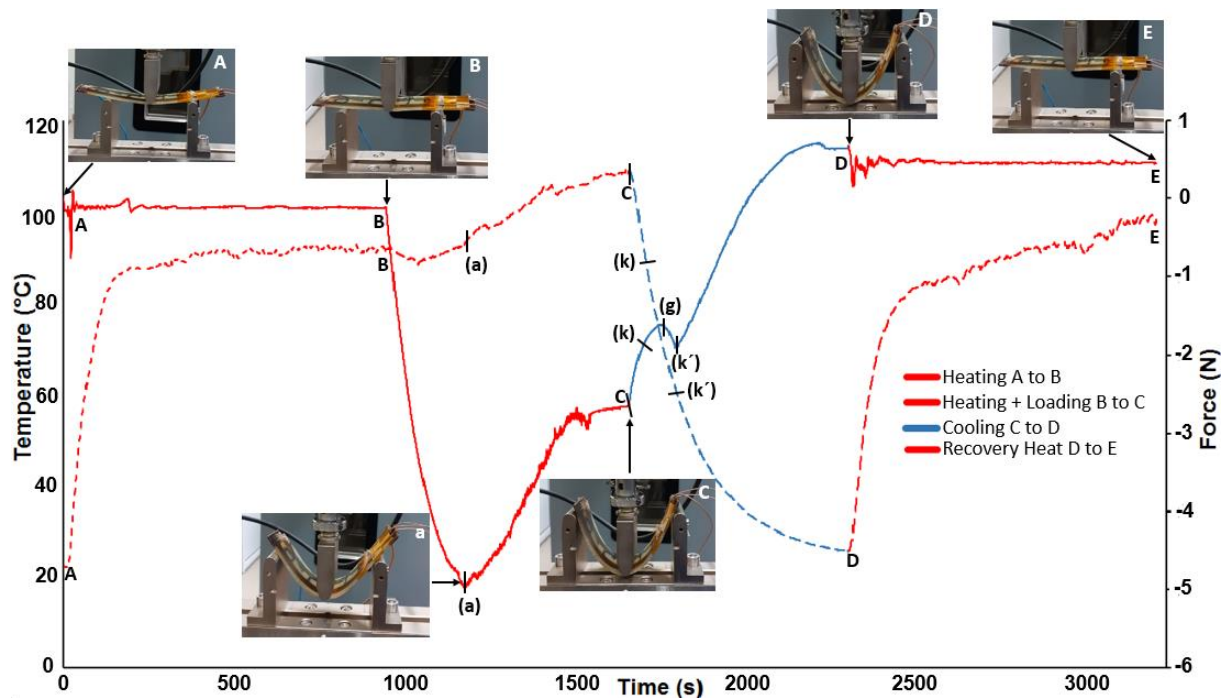 A
B
D
E
120
100
80
60
40
20
0
Temperature (°C)
1
0
-1
-2
-3
-4
-5
-6
Force (N)
0
500
1000
1500
2000
2500
3000
Time (s)
A
B
B
(a)
C
D
E
(k)
(g)
(k)
(k´)
(k´)
E
C
Heating A to B
Heating + Loading B to C
Cooling C to D
Recovery Heat D to E
C
a
(a)
A
D